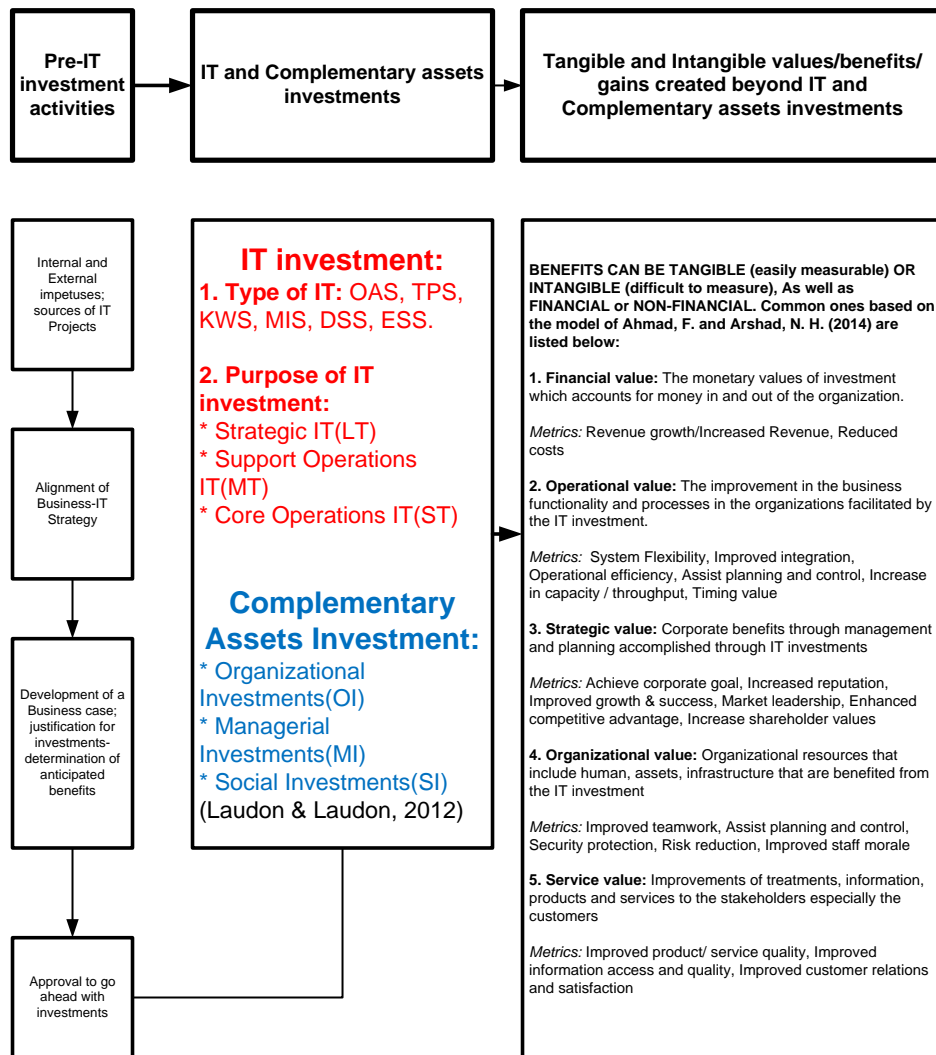 Pre-IT
investment
activities
IT and Complementary assets
investments
Tangible and Intangible values/benefits/
gains created beyond IT and
Complementary assets investments
Internal and
External
impetuses;
sources of IT
Projects
Alignment of
Business-IT
Strategy
Development of a
Business case;
justification for
investments-
determination of
anticipated
benefits
Approval to go
ahead with
investments
IT investment:
1. Type of IT: OAS, TPS,
KWS, MIS, DSS, ESS.
2. Purpose of IT
investment:
* Strategic IT(LT)
* Support Operations
IT(MT)
* Core Operations IT(ST)
Complementary
Assets Investment:
* Organizational
Investments(OI)
* Managerial
Investments(MI)
* Social Investments(SI)
(Laudon & Laudon, 2012)
BENEFITS CAN BE TANGIBLE (easily measurable) OR
INTANGIBLE (difficult to measure), As well as
FINANCIAL or NON-FINANCIAL. Common ones based on
the model of Ahmad, F. and Arshad, N. H. (2014) are
listed below:
1. Financial value: The monetary values of investment
which accounts for money in and out of the organization.
Metrics: Revenue growth/Increased Revenue, Reduced
costs
2. Operational value: The improvement in the business
functionality and processes in the organizations facilitated by
the IT investment.
Metrics: System Flexibility, Improved integration,
Operational efficiency, Assist planning and control, Increase
in capacity / throughput, Timing value
3. Strategic value: Corporate benefits through management
and planning accomplished through IT investments
Metrics: Achieve corporate goal, Increased reputation,
Improved growth & success, Market leadership, Enhanced
competitive advantage, Increase shareholder values
4. Organizational value: Organizational resources that
include human, assets, infrastructure that are benefited from
the IT investment
Metrics: Improved teamwork, Assist planning and control,
Security protection, Risk reduction, Improved staff morale
5. Service value: Improvements of treatments, information,
products and services to the stakeholders especially the
customers
Metrics: Improved product/ service quality, Improved
information access and quality, Improved customer relations
and satisfaction